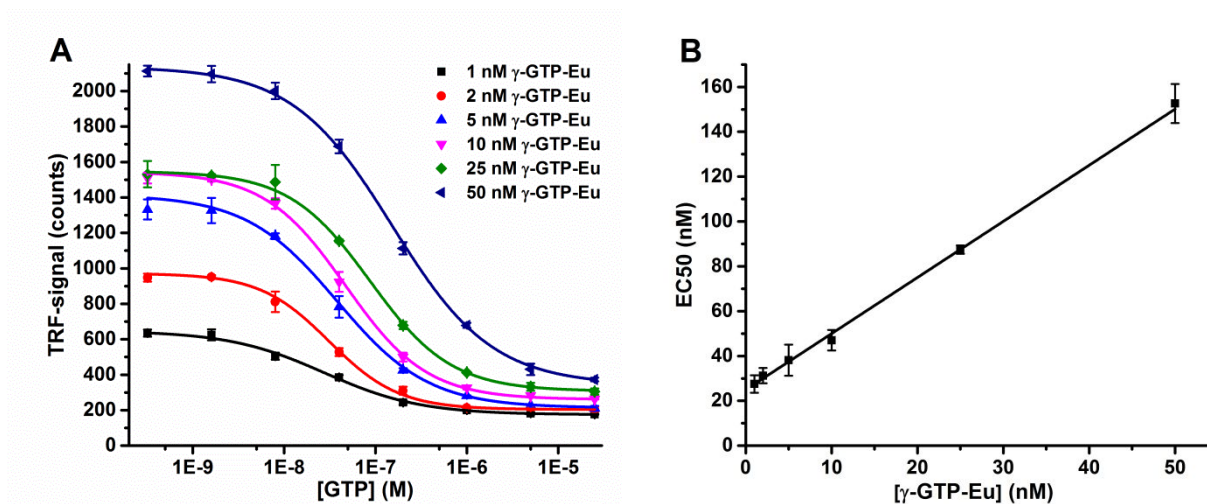 A
TRF-signal (counts)
2000
1800
1600
1400
1200
1000
800
600
400
200
0
1E-9
1E-8
1E-7
1E-6
1E-5
[GTP] (M)
1 nM γ-GTP-Eu
2 nM γ-GTP-Eu
5 nM γ-GTP-Eu
10 nM γ-GTP-Eu
25 nM γ-GTP-Eu
50 nM γ-GTP-Eu
B
EC50 (nM)
160
140
120
100
80
60
40
20
0
0
10
20
30
40
50
[γ-GTP-Eu] (nM)